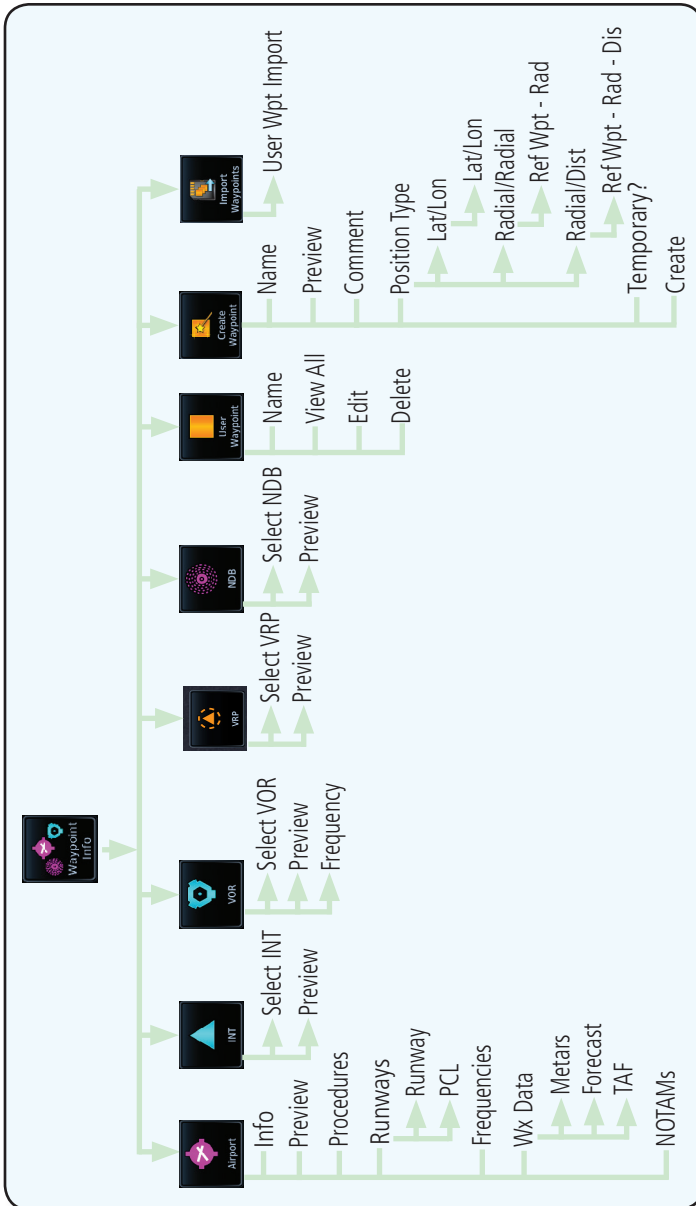 Waypoint
Info
Airport
Info
Preview
Procedures
Runways
Runway
PCL
Frequencies
Wx Data
Metars
Forecast
TAF
NOTAMs
INT
Select INT
Preview
VOR
Select VOR
Preview
Frequency
VRP
Select VRP
Preview
NDB
Select NDB
Preview
User
Waypoint
Name
View All
Edit
Delete
Create
Waypoint
Name
Preview
Comment
Position Type
Lat/Lon
Lat/Lon
Radial/Radial
Ref Wpt - Rad
Radial/Dist
Ref Wpt - Rad - Dis
Temporary?
Create
Import
Waypoints
User Wpt Import